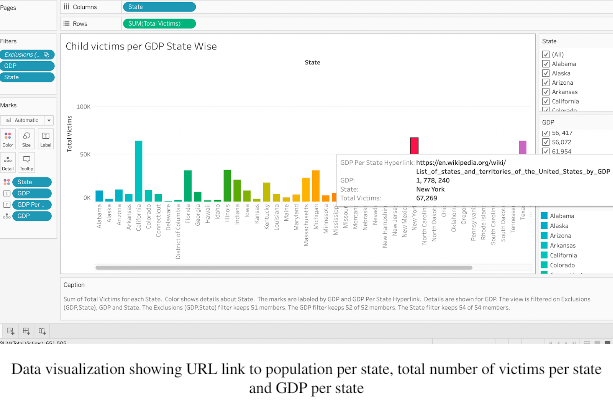 Pages
Columns
State
Rows
SUM(Total Victims)
Filters
Exclusions (..
GDP
State
Marks
Automatic
Color
Size
Label
Detail
Tooltip
State
GDP
GDP Per ...
GDP
Child victims per GDP State Wise
State
Total Victims
100K
50K
0K
Alabama
Alaska
Arizona
Arkansas
California
Colorado
Connecticut
Delaware
District of Columbia
Florida
Georgia
Hawaii
Idaho
Illinois
Indiana
Iowa
Kansas
Kentucky
Louisiana
Maine
Maryland
Massachusetts
Michigan
Minnesota
Mississippi
Missouri
Montana
Nebraska
Nevada
New Hampshire
New Jersey
New Mexico
New York
North Carolina
North Dakota
Ohio
Oklahoma
Oregon
Pennsylvania
Rhode Island
South Carolina
South Dakota
Tennessee
Texas
GDP Per State Hyperlink: https://en.wikipedia.org/wiki/
List_of_states_and_territories_of_the_United_States_by_GDP
GDP: 1, 778, 240
State: New York
Total Victims: 67,269
State
(All)
Alabama
Alaska
Arizona
Arkansas
California
Colorado
GDP
56, 417
56,072
61,954
Alabama
Alaska
Arizona
Arkansas
California
Colorado
Caption
Sum of Total Victims for each State. Color shows details about State. The marks are labeled by GDP and GDP Per State Hyperlink. Details are shown for GDP. The view is filtered on Exclusions
(GDP,State), GDP and State. The Exclusions (GDP,State) filter keeps 51 members. The GDP filter keeps 52 of 52 members. The State filter keeps 54 of 54 members.
Data visualization showing URL link to population per state, total number of victims per state
and GDP per state